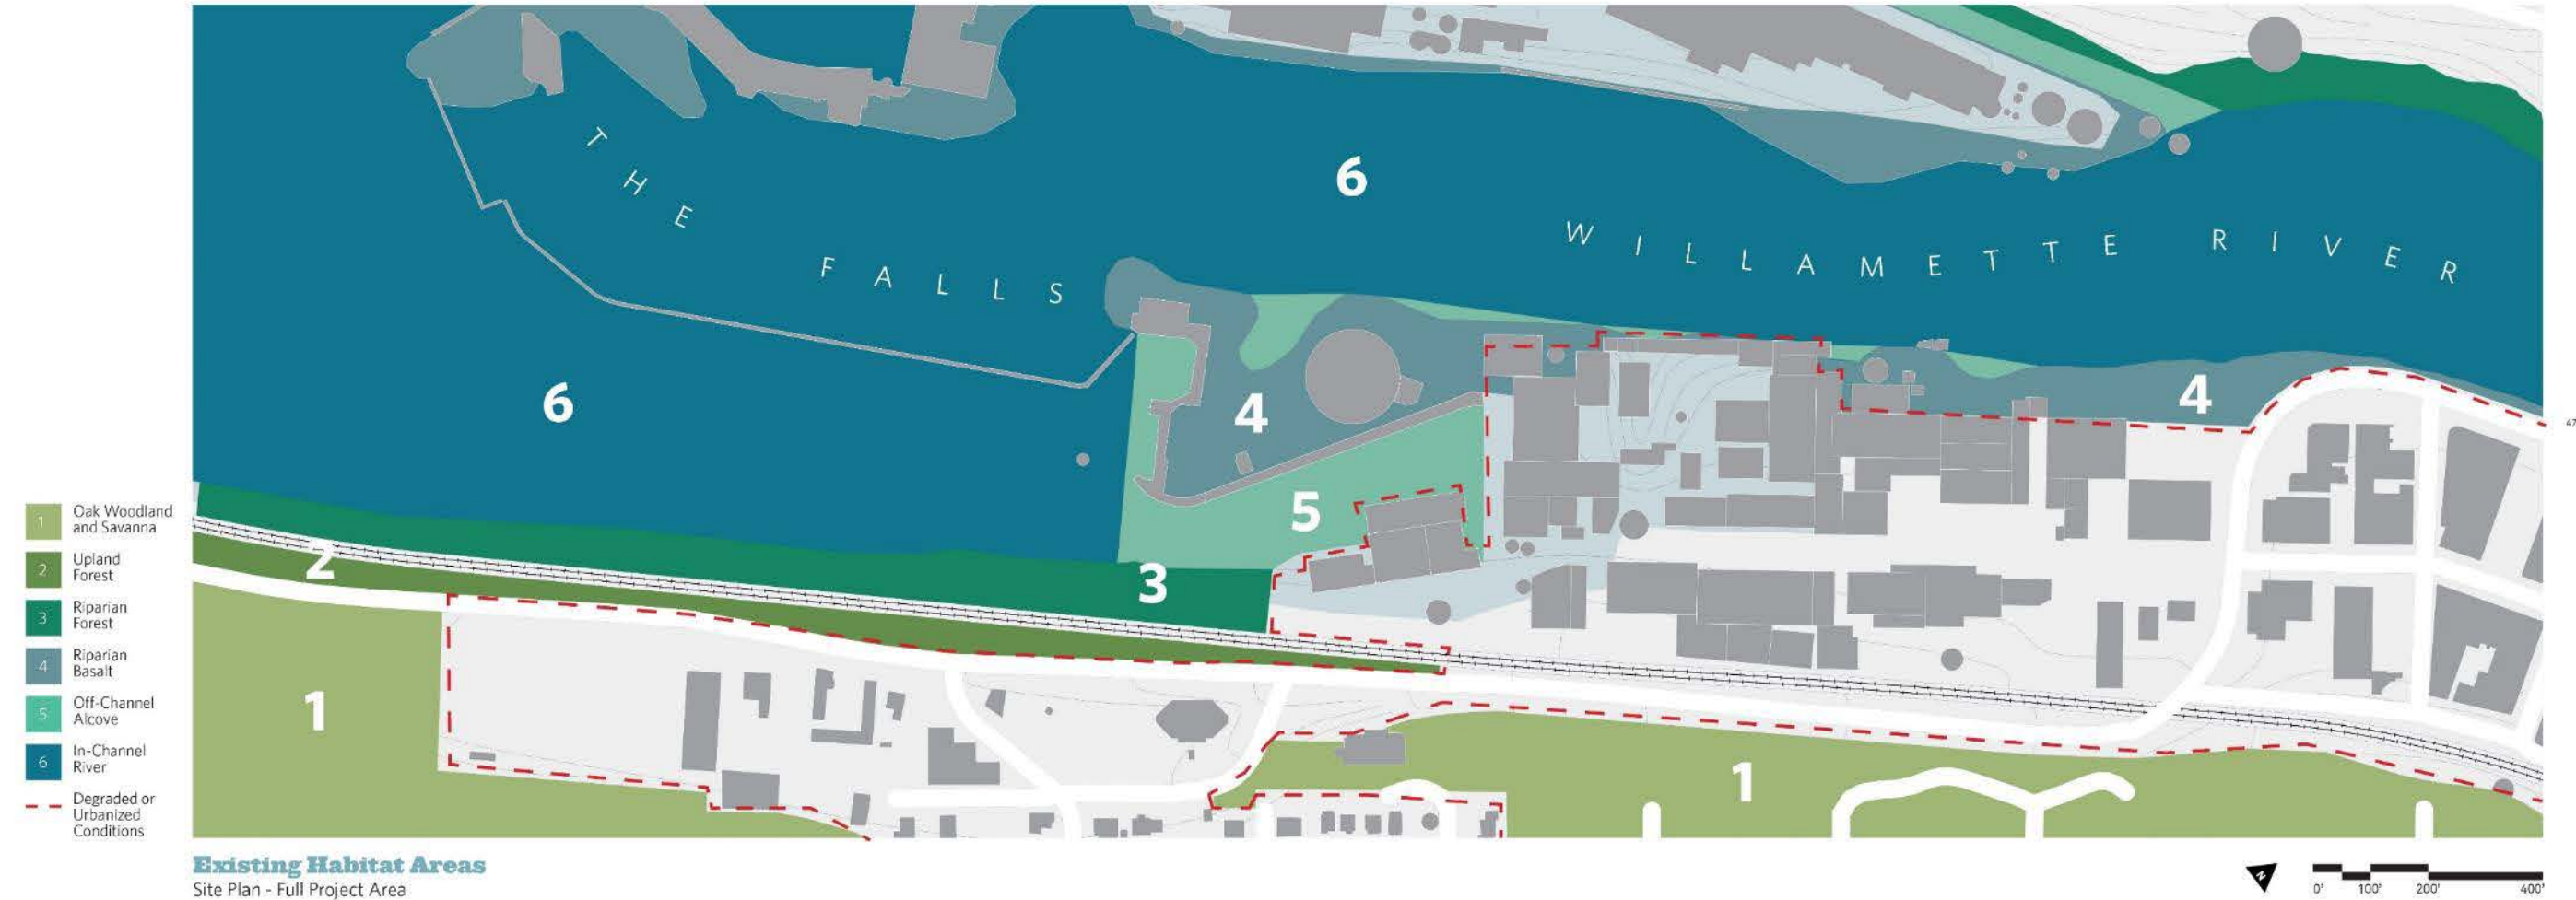 THE FALLS
WILLAMETTE RIVER
6
6
4
4
5
3
2
1
1
47
1 Oak Woodland
and Savanna
2 Upland
Forest
3 Riparian
Forest
4 Riparian
Basalt
5 Off-Channel
Alcove
6 In-Channel
River
Degraded or
Urbanized
Conditions
Existing Habitat Areas
Site Plan - Full Project Area
N
0' 100' 200' 400'